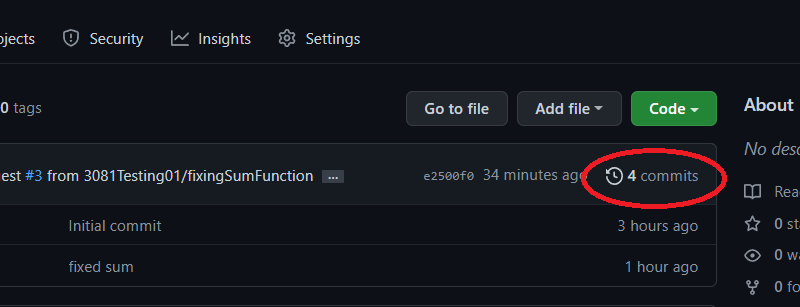 ojects Security Insights Settings
0 tags Go to file Add file Code About
No desc
est #3 from 3081Testing01/fixingSumFunction ... e2500f0 34 minutes ago 4 commits
Rea
Initial commit 3 hours ago 0 sta
0 wa
fixed sum 1 hour ago
0 fo